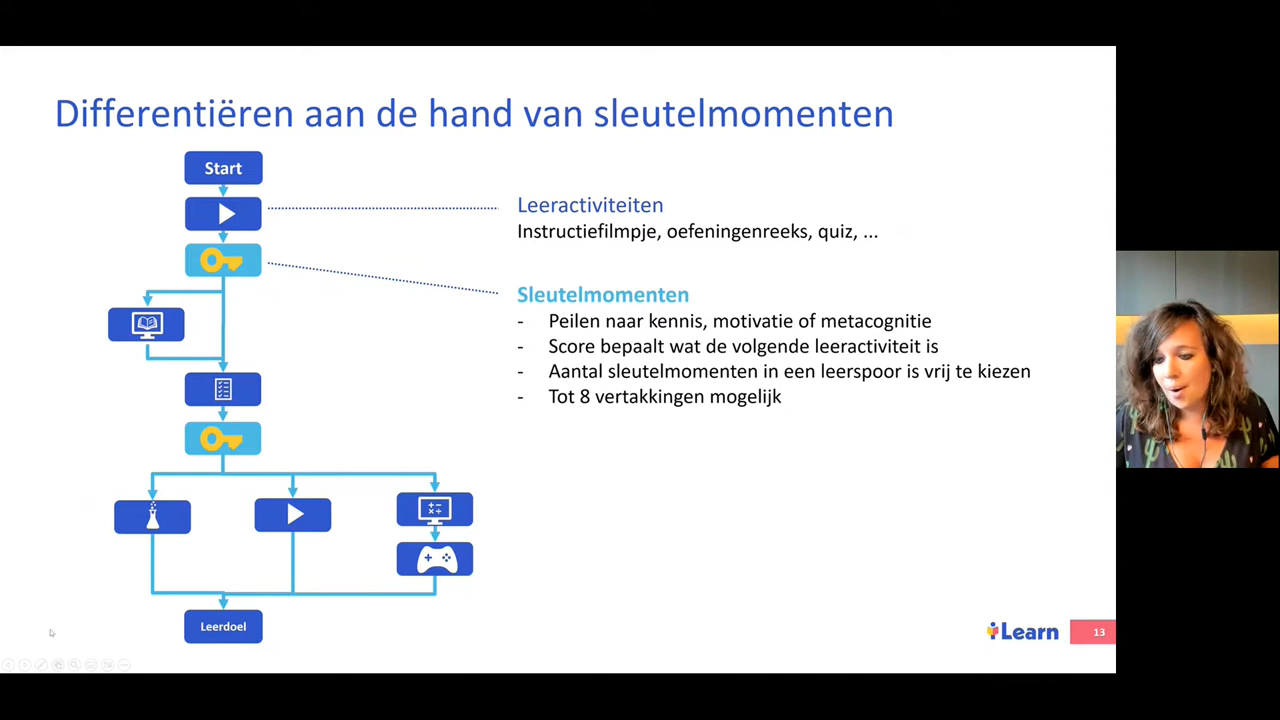 Differentiëren aan de hand van sleutelmomenten
Start
Leeractiviteiten
Instructiefilmpje, oefeningenreeks, quiz, ...
Sleutelmomenten
- Peilen naar kennis, motivatie of metacognitie
- Score bepaalt wat de volgende leeractiviteit is
- Aantal sleutelmomenten in een leerspoor is vrij te kiezen
- Tot 8 vertakkingen mogelijk
Leerdoel
iLearn
13